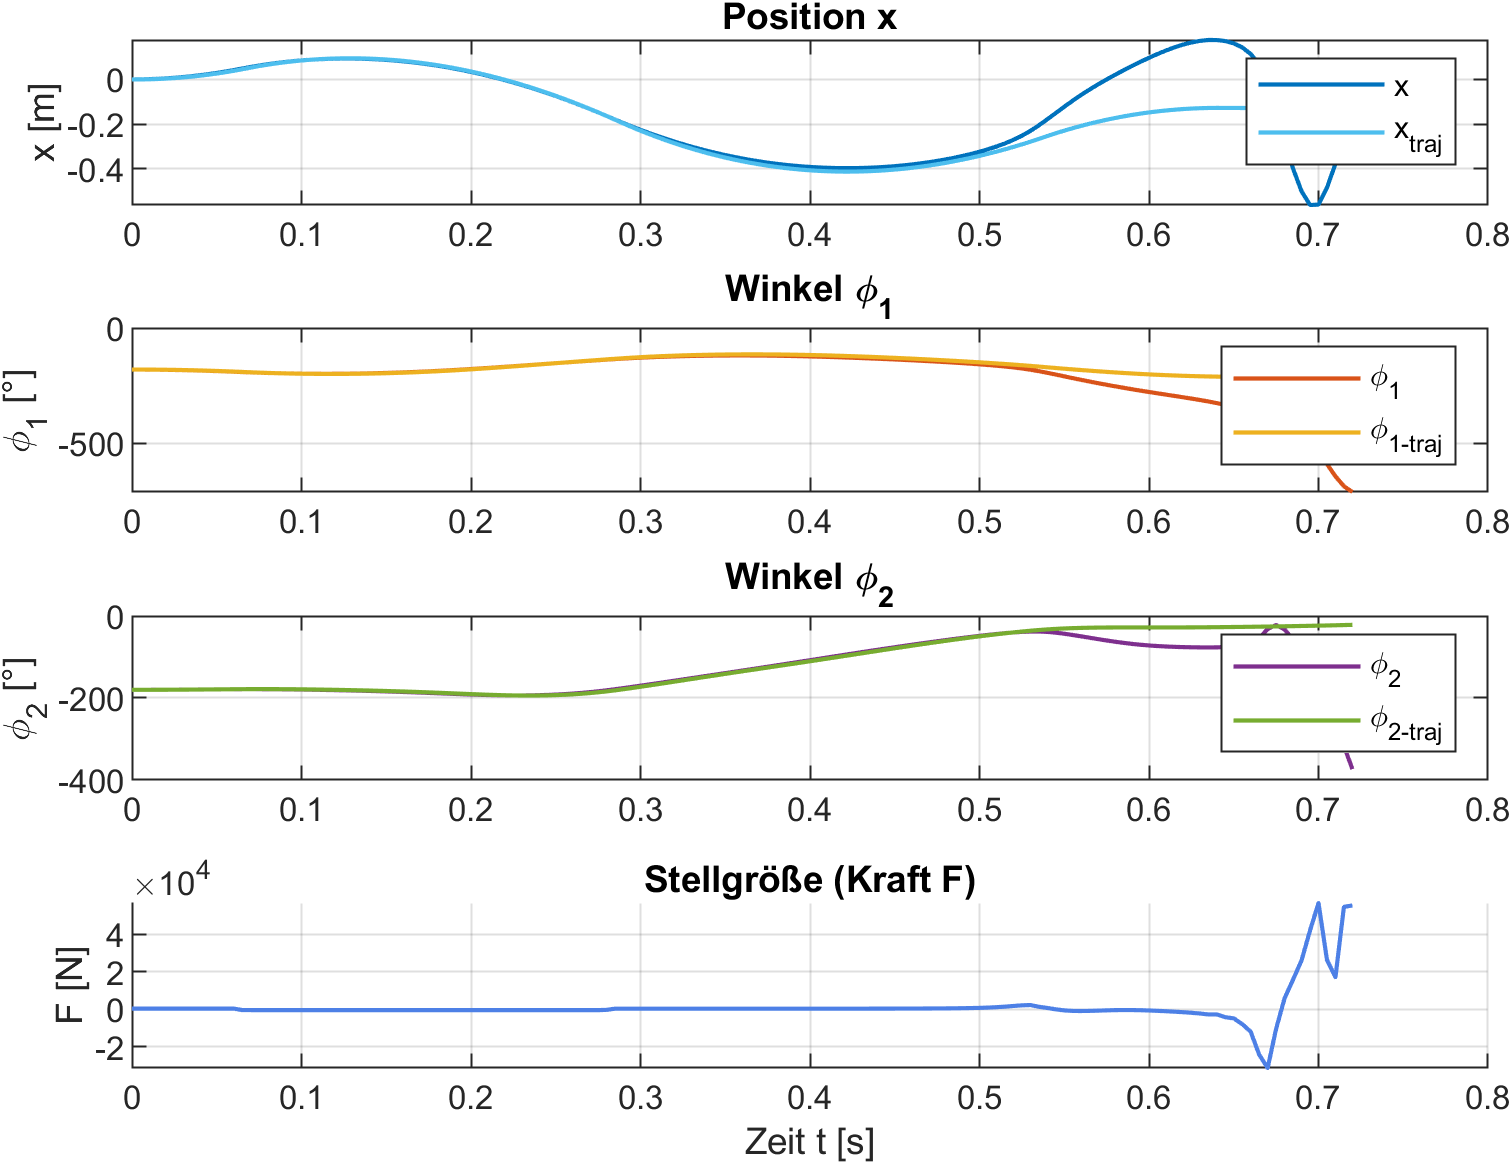 Position x
x [m]
0
-0.2
-0.4
x
x_traj
0 0.1 0.2 0.3 0.4 0.5 0.6 0.7 0.8
Winkel ϕ_1
ϕ_1 [°]
0
-500
ϕ_1
ϕ_1-traj
0 0.1 0.2 0.3 0.4 0.5 0.6 0.7 0.8
Winkel ϕ_2
ϕ_2 [°]
0
-200
-400
ϕ_2
ϕ_2-traj
0 0.1 0.2 0.3 0.4 0.5 0.6 0.7 0.8
Stellgröße (Kraft F)
×10^4
F [N]
4
2
0
-2
0 0.1 0.2 0.3 0.4 0.5 0.6 0.7 0.8
Zeit t [s]